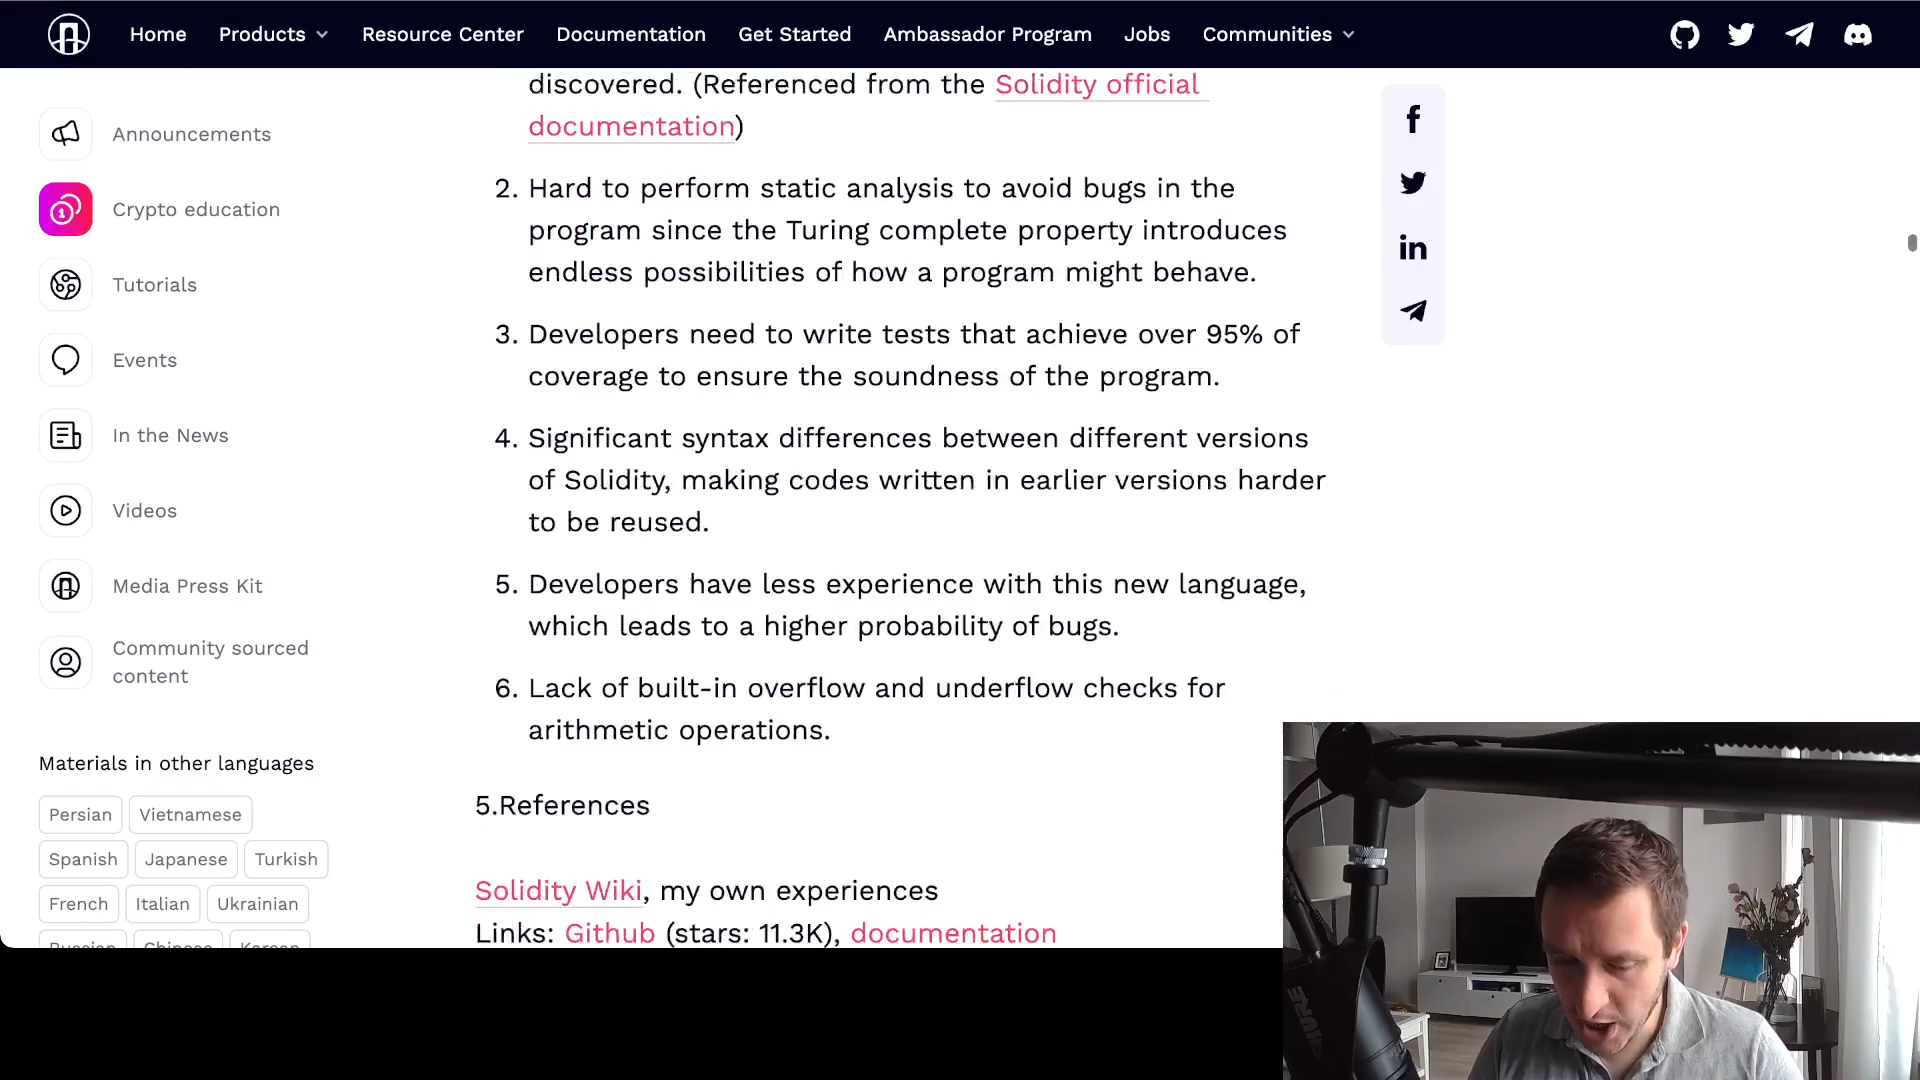 Home Products Resource Center Documentation Get Started Ambassador Program Jobs Communities
discovered. (Referenced from the Solidity official
documentation)
2. Hard to perform static analysis to avoid bugs in the
program since the Turing complete property introduces
endless possibilities of how a program might behave.
3. Developers need to write tests that achieve over 95% of
coverage to ensure the soundness of the program.
4. Significant syntax differences between different versions
of Solidity, making codes written in earlier versions harder
to be reused.
5. Developers have less experience with this new language,
which leads to a higher probability of bugs.
6. Lack of built-in overflow and underflow checks for
arithmetic operations.
5.References
Solidity Wiki, my own experiences
Links: Github (stars: 11.3K), documentation
Announcements
Crypto education
Tutorials
Events
In the News
Videos
Media Press Kit
Community sourced
content
Materials in other languages
Persian Vietnamese
Spanish Japanese Turkish
French Italian Ukrainian
Russian Chinese Korean
in
SHURE